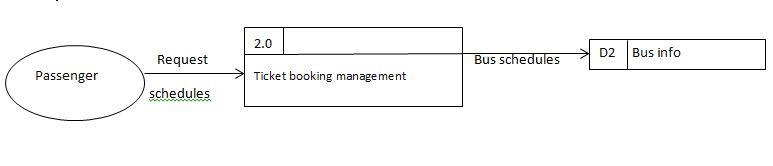 Passenger
Request
schedules
2.0
Ticket booking management
Bus schedules
D2
Bus info